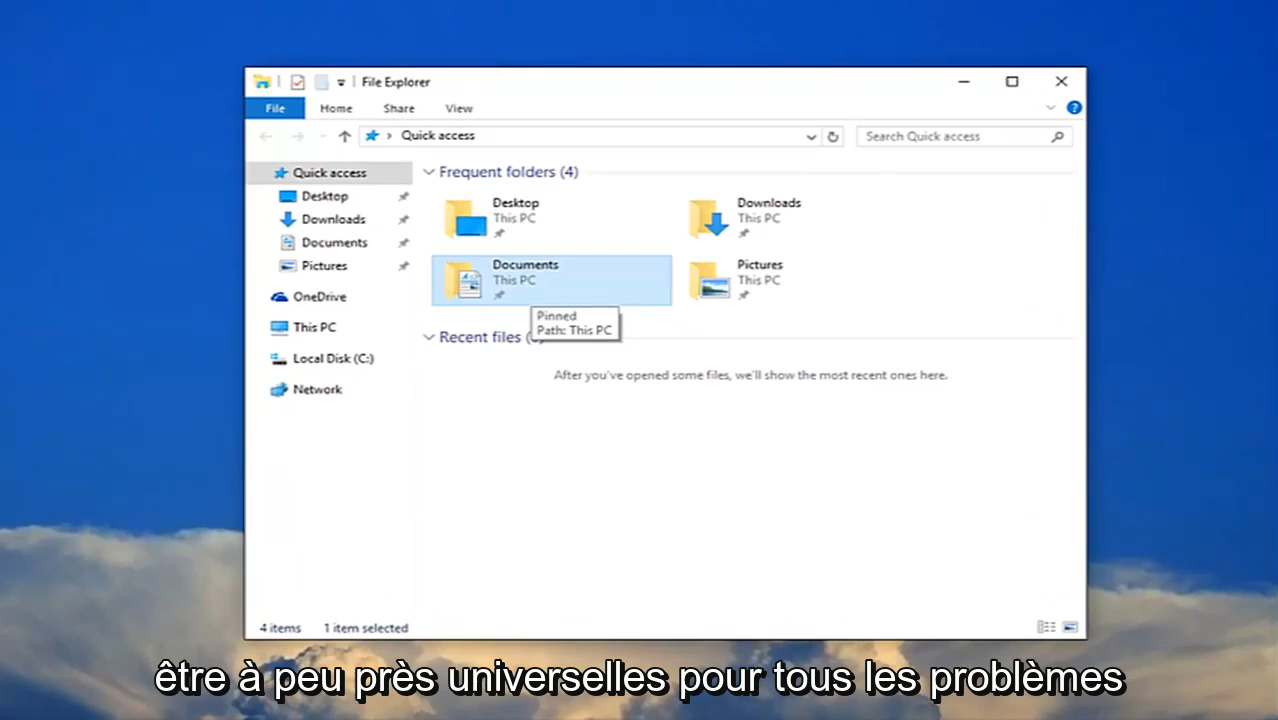 File Explorer
File Home Share View
Quick access
Search Quick access
Quick access
Desktop
Downloads
Documents
Pictures
OneDrive
This PC
Local Disk (C:)
Network
Frequent folders (4)
Desktop
This PC
Downloads
This PC
Documents
This PC
Pictures
This PC
Pinned
Path: This PC
Recent files
After you've opened some files, we'll show the most recent ones here.
4 items 1 item selected
être à peu près universelles pour tous les problèmes